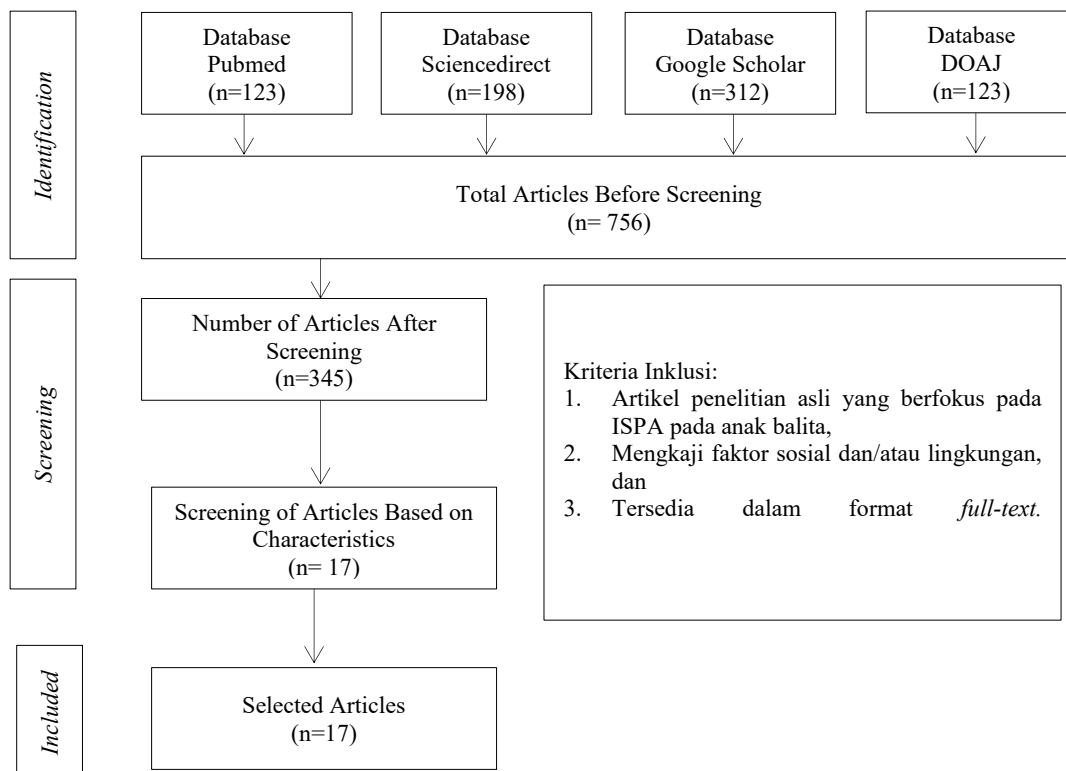 Identification
Database
Pubmed
(n=123)
Database
Sciencedirect
(n=198)
Database
Google Scholar
(n=312)
Database
DOAJ
(n=123)
Total Articles Before Screening
(n= 756)
Screening
Number of Articles After
Screening
(n=345)
Kriteria Inklusi:
1. Artikel penelitian asli yang berfokus pada
ISPA pada anak balita,
2. Mengkaji faktor sosial dan/atau lingkungan,
dan
3. Tersedia dalam format full-text.
Screening of Articles Based on
Characteristics
(n= 17)
Included
Selected Articles
(n=17)